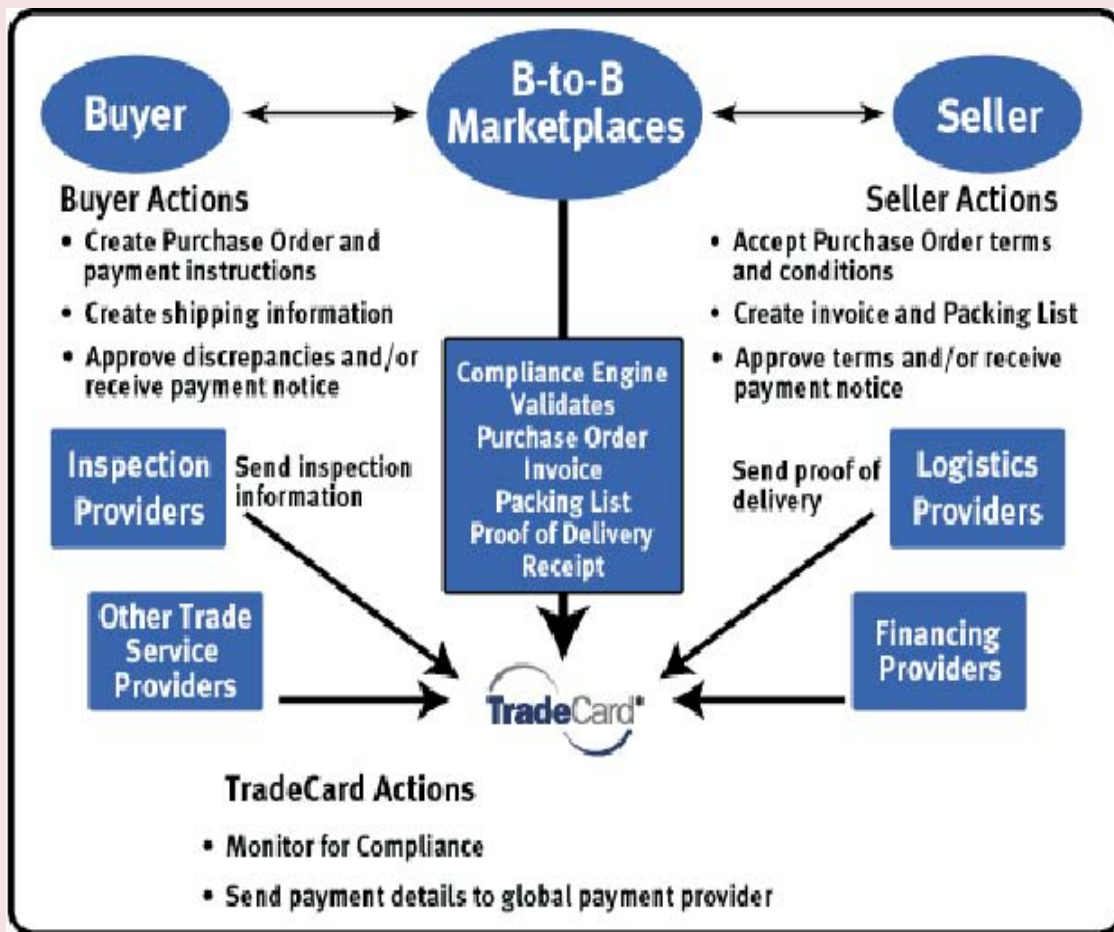 Buyer
B-to-B
Marketplaces
Seller
Buyer Actions
• Create Purchase Order and
payment instructions
• Create shipping information
• Approve discrepancies and/or
receive payment notice
Seller Actions
• Accept Purchase Order terms
and conditions
• Create invoice and Packing List
• Approve terms and/or receive
payment notice
Compliance Engine
Validates
Purchase Order
Invoice
Packing List
Proof of Delivery
Receipt
Inspection
Providers
Send inspection
information
Send proof of
delivery
Logistics
Providers
Other Trade
Service
Providers
Financing
Providers
TradeCard
TradeCard Actions
• Monitor for Compliance
• Send payment details to global payment provider